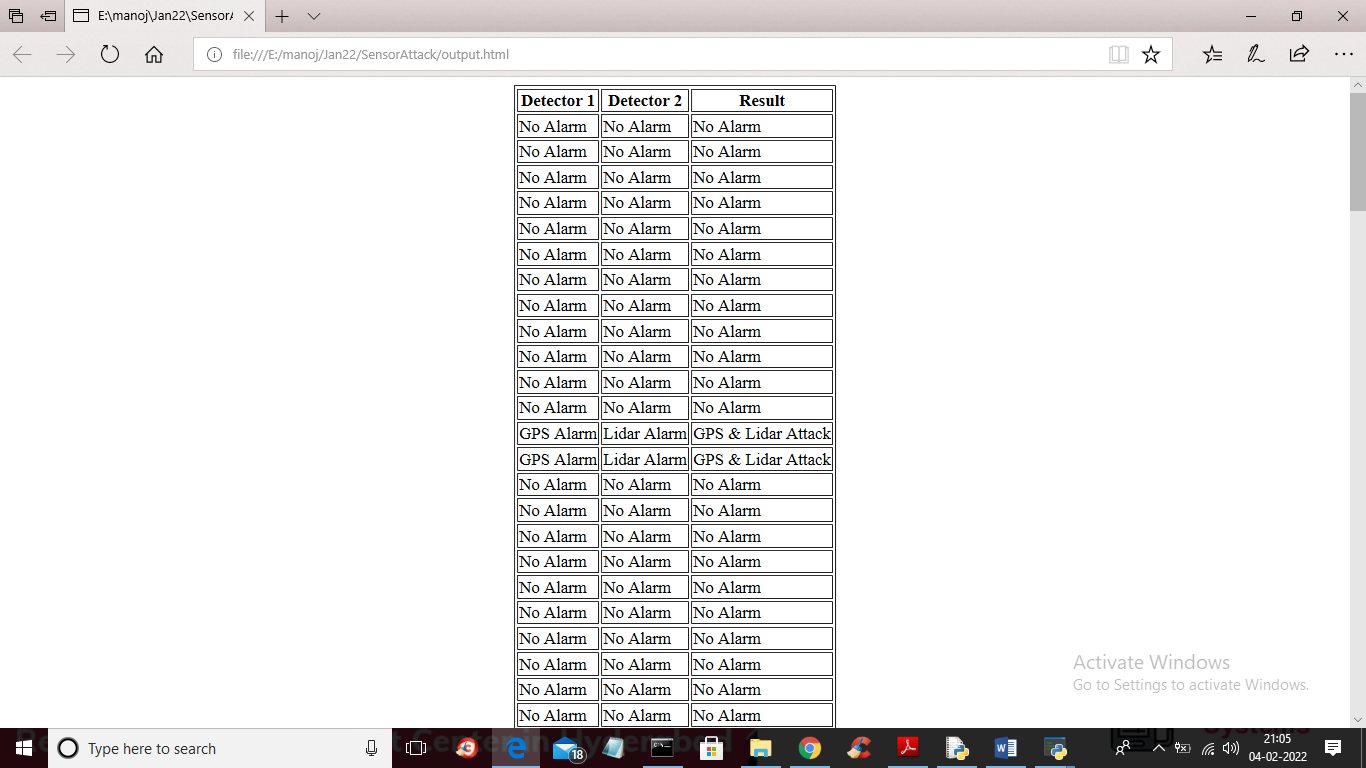 E:\manoj\Jan22\SensorA
file:///E:/manoj/Jan22/SensorAttack/output.html
Detector 1 Detector 2 Result
No Alarm No Alarm No Alarm
No Alarm No Alarm No Alarm
No Alarm No Alarm No Alarm
No Alarm No Alarm No Alarm
No Alarm No Alarm No Alarm
No Alarm No Alarm No Alarm
No Alarm No Alarm No Alarm
No Alarm No Alarm No Alarm
No Alarm No Alarm No Alarm
No Alarm No Alarm No Alarm
No Alarm No Alarm No Alarm
No Alarm No Alarm No Alarm
GPS Alarm Lidar Alarm GPS & Lidar Attack
GPS Alarm Lidar Alarm GPS & Lidar Attack
No Alarm No Alarm No Alarm
No Alarm No Alarm No Alarm
No Alarm No Alarm No Alarm
No Alarm No Alarm No Alarm
No Alarm No Alarm No Alarm
No Alarm No Alarm No Alarm
No Alarm No Alarm No Alarm
No Alarm No Alarm No Alarm
No Alarm No Alarm No Alarm
No Alarm No Alarm No Alarm
Activate Windows
Go to Settings to activate Windows.
Type here to search
18
21:05
04-02-2022